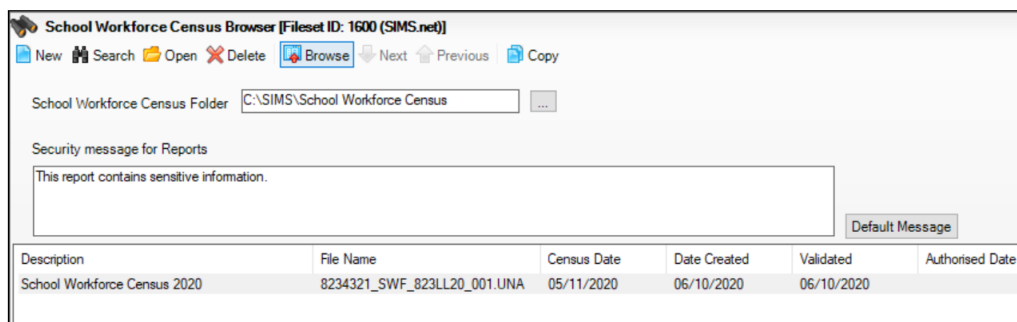 School Workforce Census Browser [Fileset ID: 1600 (SIMS.net)]
New Search Open Delete Browse Next Previous Copy
School Workforce Census Folder C:\SIMS\School Workforce Census ...
Security message for Reports
This report contains sensitive information.
Default Message
Description File Name Census Date Date Created Validated Authorised Date
School Workforce Census 2020 8234321_SWF_823LL20_001.UNA 05/11/2020 06/10/2020 06/10/2020